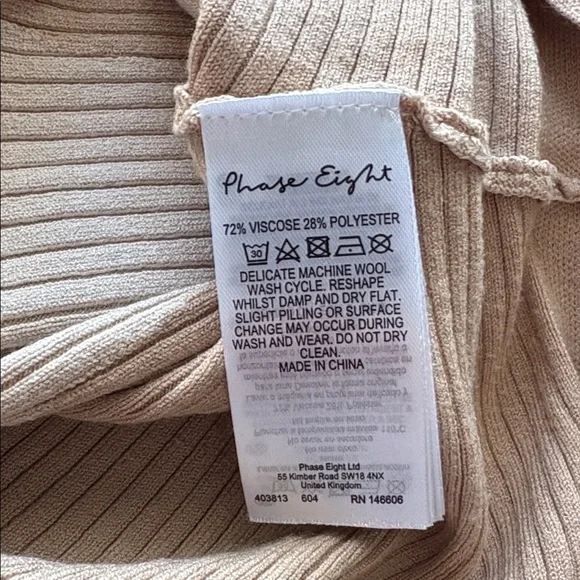 Phase Eight
72% VISCOSE 28% POLYESTER
30
DELICATE MACHINE WOOL
WASH CYCLE. RESHAPE
WHILST DAMP AND DRY FLAT.
SLIGHT PILLING OR SURFACE
CHANGE MAY OCCUR DURING
WASH AND WEAR. DO NOT DRY
CLEAN.
MADE IN CHINA
Phase Eight Ltd
55 Kimber Road SW18 4NX
United Kingdom
403813 604 RN 146606